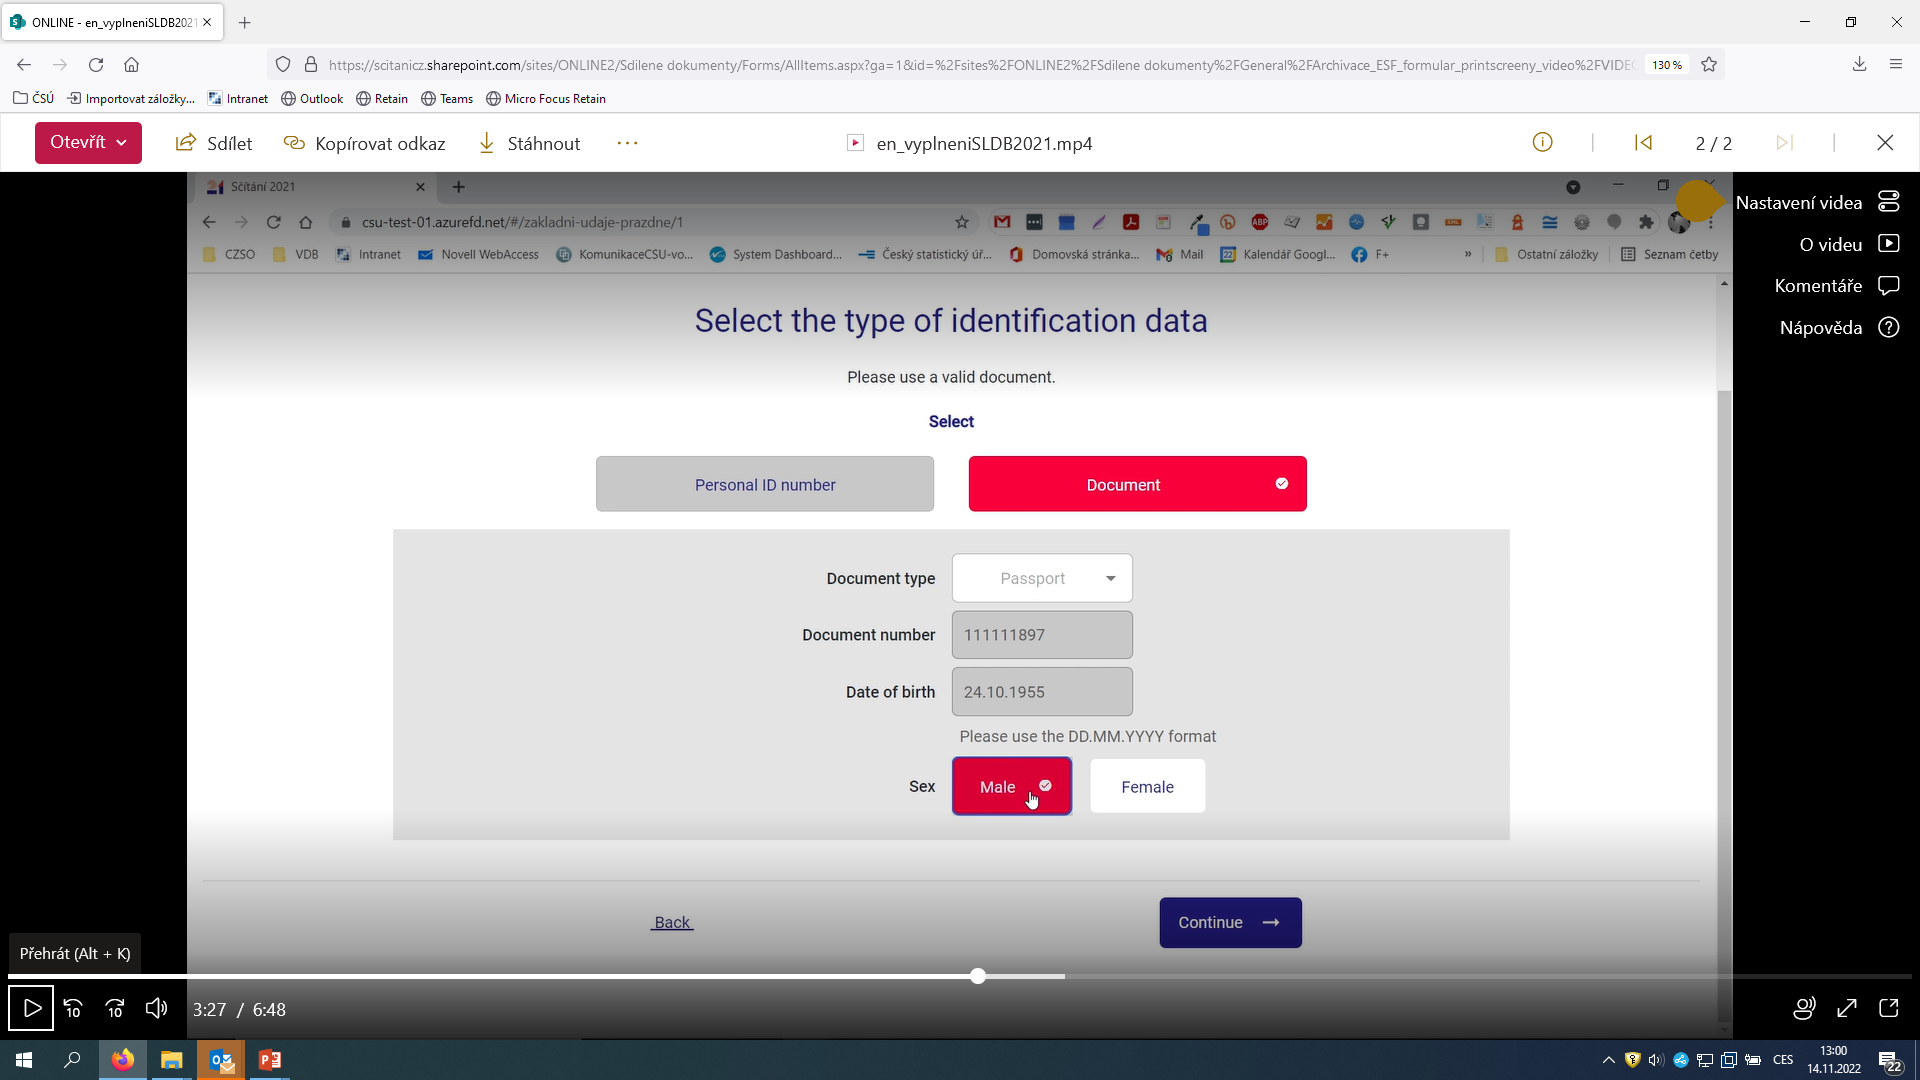 ONLINE - en_vyplneniSLDB2021
https://scitanicz.sharepoint.com/sites/ONLINE2/Sdilene dokumenty/Forms/AllItems.aspx?ga=1&id=%2Fsites%2FONLINE2%2FSdilene dokumenty%2FGeneral%2FArchivace_ESF_formular_printscreeny_video%2FVIDEO
130 %
ČSÚ Importovat záložky... Intranet Outlook Retain Teams Micro Focus Retain
Otevřít Sdílet Kopírovat odkaz Stáhnout ... en_vyplneniSLDB2021.mp4 2 / 2
Sčítání 2021
csu-test-01.azurefd.net/#/zakladni-udaje-prazdne/1
CZSO VDB Intranet Novell WebAccess KomunikaceCSU-vo... System Dashboard... Český statistický úř... Domovská stránka... Mail Kalendář Googl... F+ » Ostatní záložky Seznam četby
Nastavení videa
O videu
Komentáře
Nápověda
Select the type of identification data
Please use a valid document.
Select
Personal ID number Document
Document type Passport
Document number 111111897
Date of birth 24.10.1955
Please use the DD.MM.YYYY format
Sex Male Female
Back Continue →
Přehrát (Alt + K)
10 10 3:27 / 6:48
CES 13:00
14.11.2022 22